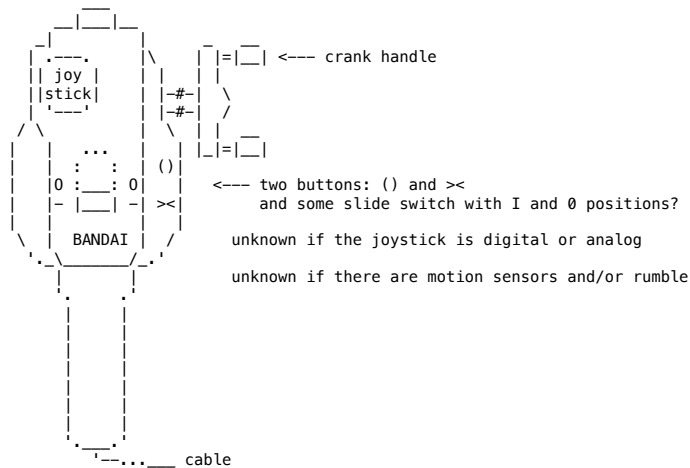 <--- crank handle
joy
stick
()
O O
<--- two buttons: () and ><
- - ><
and some slide switch with I and 0 positions?
BANDAI
unknown if the joystick is digital or analog
unknown if there are motion sensors and/or rumble
cable